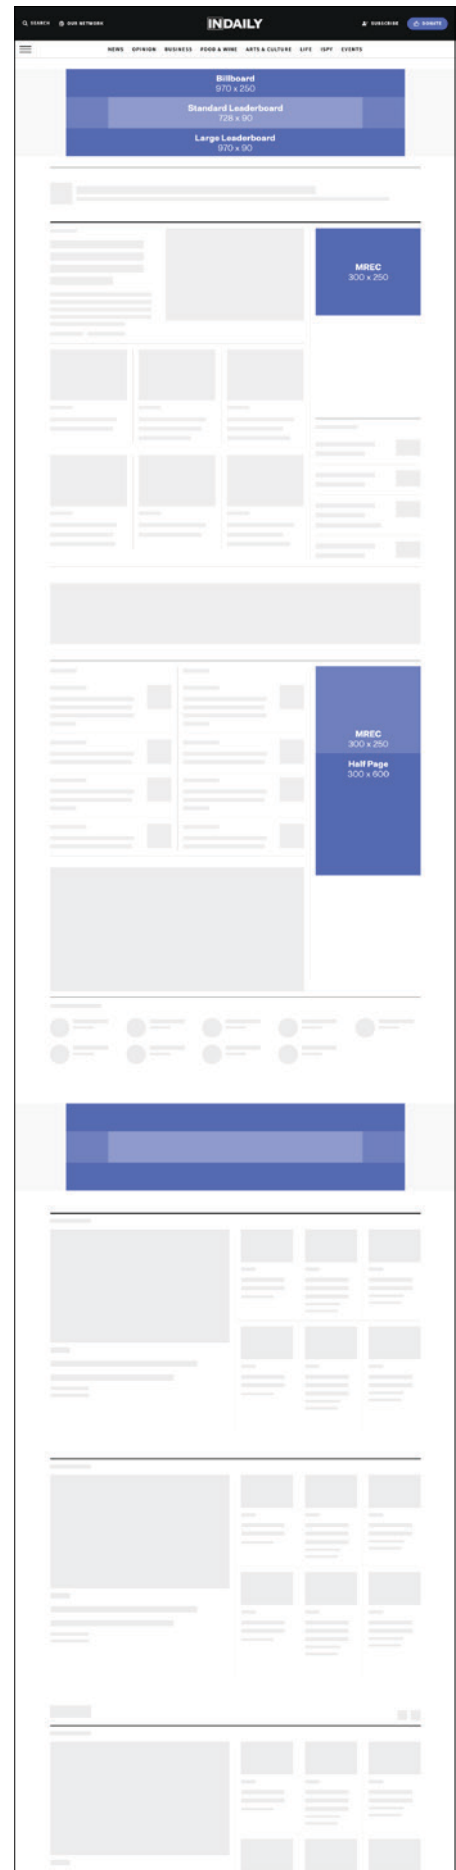 SEARCH OUR NETWORK INDAILY SUBSCRIBE DONATE
NEWS OPINION BUSINESS FOOD & WINE ARTS & CULTURE LIFE ISPY EVENTS
Billboard
970 x 250
Standard Leaderboard
728 x 90
Large Leaderboard
970 x 90
MREC
300 x 250
MREC
300 x 250
Half Page
300 x 600